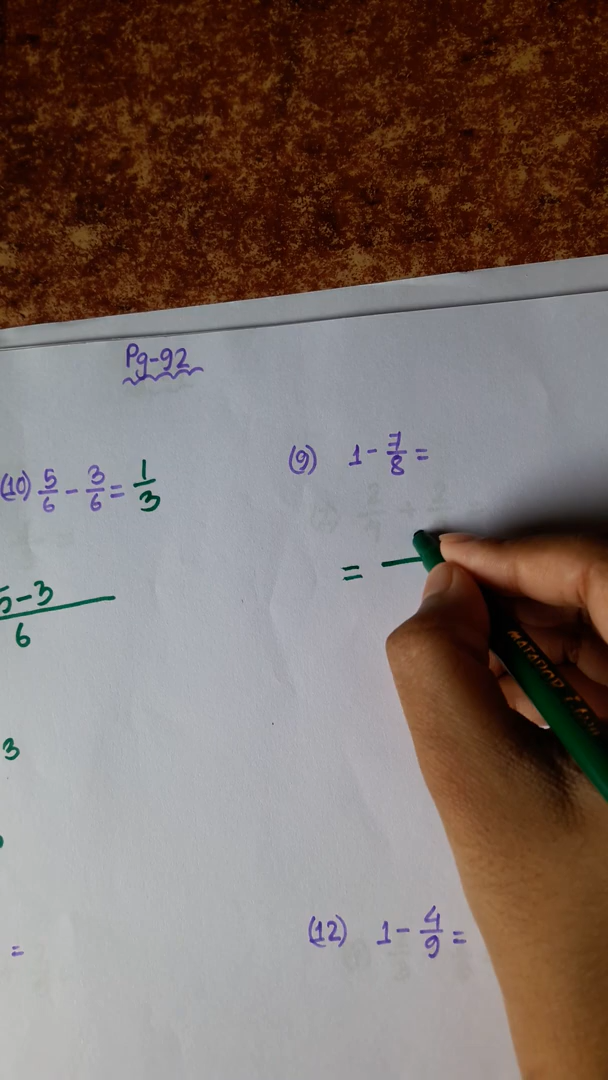 Pg-92
(10) 5/6 - 3/6 = 1/3
5-3
6
3
=
(9) 1 - 7/8 =
=
(12) 1 - 4/9 =
MATADOR